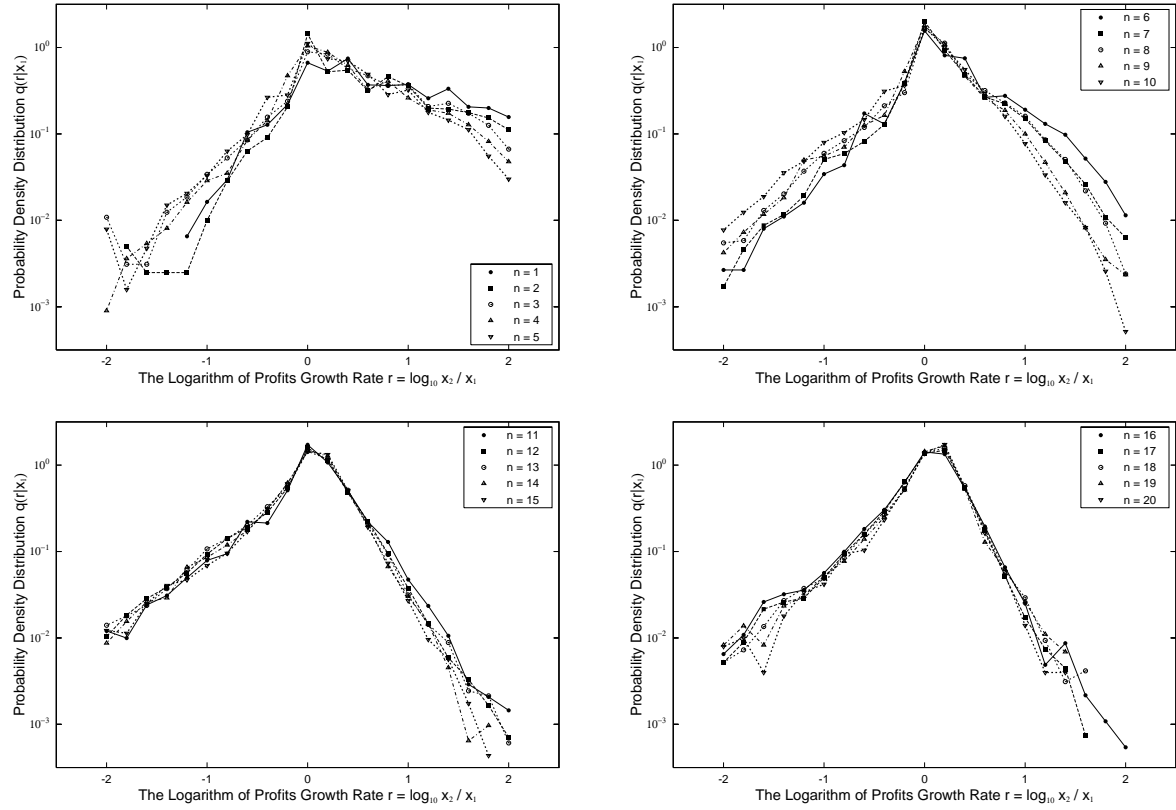 Probability Density Distribution q(r|x₁)
10⁰
10⁻¹
10⁻²
10⁻³
n = 1
n = 2
n = 3
n = 4
n = 5
-2 -1 0 1 2
The Logarithm of Profits Growth Rate r = log₁₀ x₂ / x₁
Probability Density Distribution q(r|x₁)
10⁰
10⁻¹
10⁻²
10⁻³
n = 6
n = 7
n = 8
n = 9
n = 10
-2 -1 0 1 2
The Logarithm of Profits Growth Rate r = log₁₀ x₂ / x₁
Probability Density Distribution q(r|x₁)
10⁰
10⁻¹
10⁻²
10⁻³
n = 11
n = 12
n = 13
n = 14
n = 15
-2 -1 0 1 2
The Logarithm of Profits Growth Rate r = log₁₀ x₂ / x₁
Probability Density Distribution q(r|x₁)
10⁰
10⁻¹
10⁻²
10⁻³
n = 16
n = 17
n = 18
n = 19
n = 20
-2 -1 0 1 2
The Logarithm of Profits Growth Rate r = log₁₀ x₂ / x₁